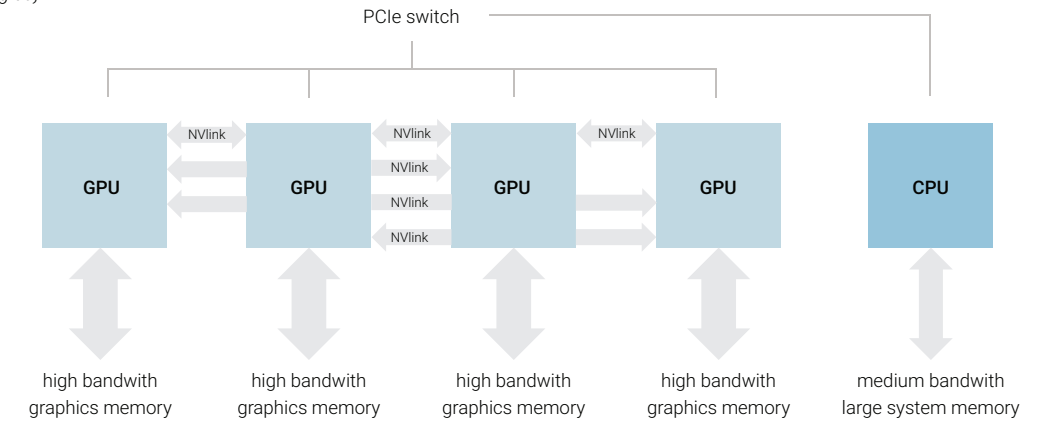 PCIe switch
NVlink
NVlink
NVlink
NVlink
GPU
GPU
GPU
GPU
CPU
NVlink
NVlink
high bandwith
graphics memory
high bandwith
graphics memory
high bandwith
graphics memory
high bandwith
graphics memory
medium bandwith
large system memory